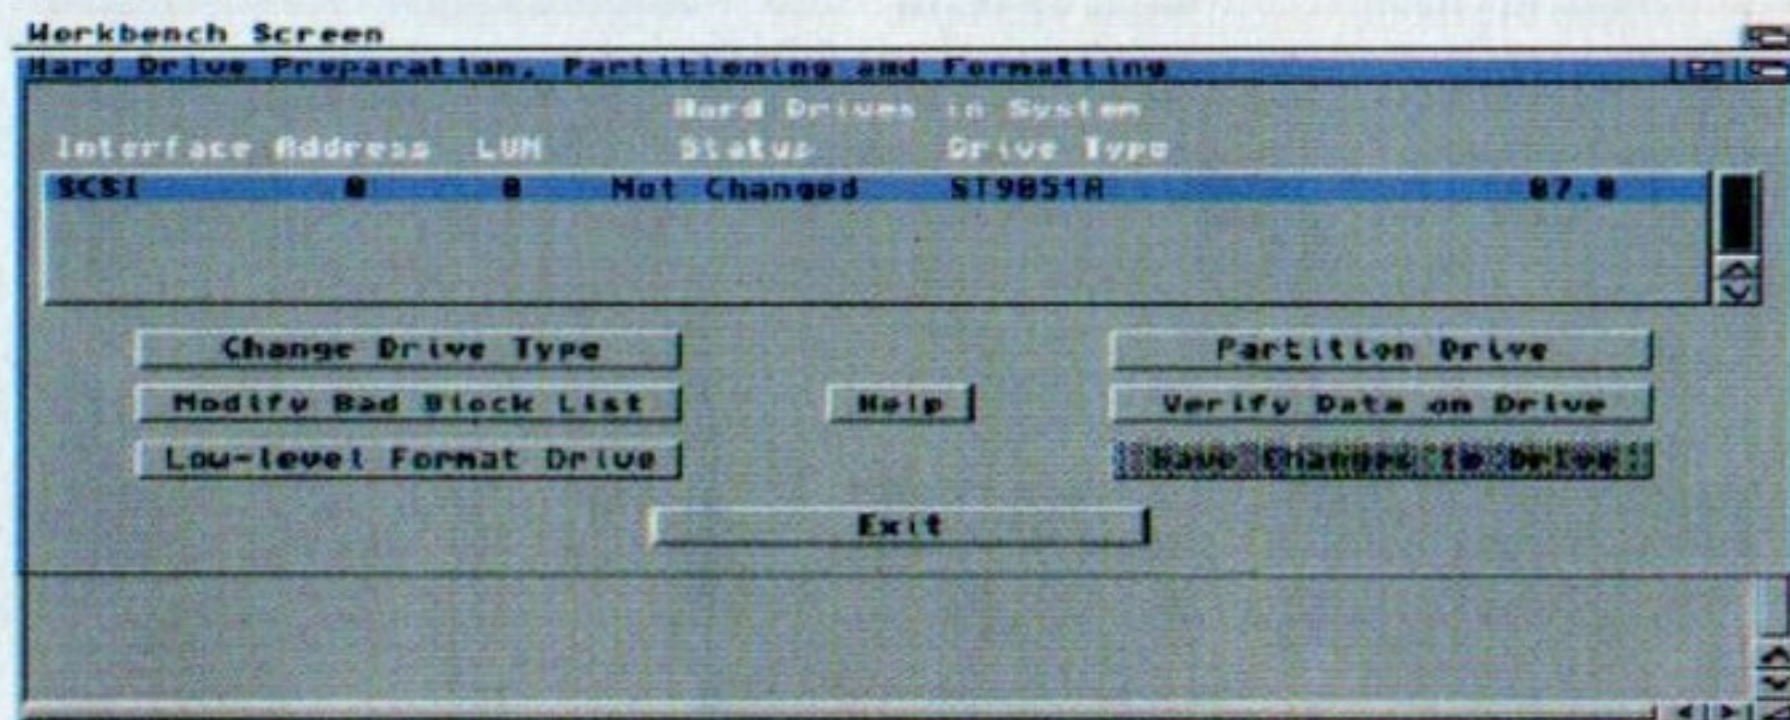 Workbench Screen
Hard Drive Preparation, Partitioning and Formatting
Hard Drives in System
Interface Address LUN Status Drive Type
SCSI 0 0 Not Changed ST9051A 07.0
Change Drive Type Partition Drive
Modify Bad Block List Help Verify Data on Drive
Low-level Format Drive Save Changes to Drive
Exit